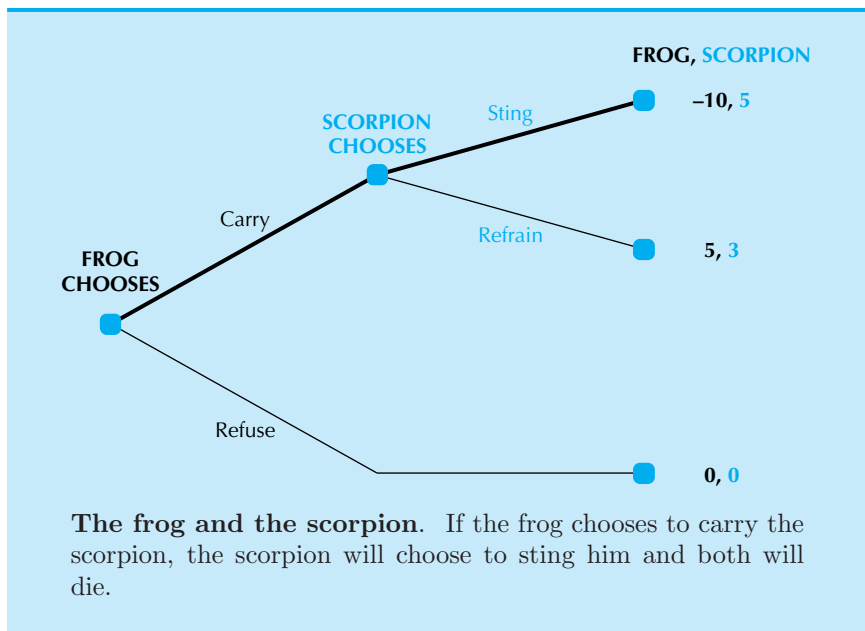 FROG, SCORPION
–10, 5
Sting
SCORPION
CHOOSES
Carry
Refrain
5, 3
FROG
CHOOSES
Refuse
0, 0
The frog and the scorpion. If the frog chooses to carry the
scorpion, the scorpion will choose to sting him and both will
die.